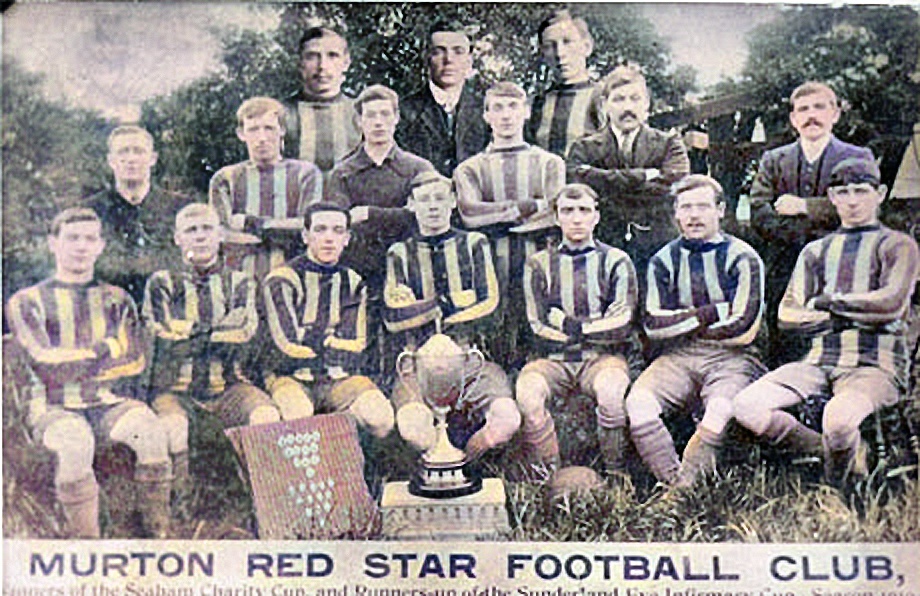 MURTON RED STAR FOOTBALL CLUB,
of the Seaham Charity Cup, and Runners-up of the Sunderland Eye Infirmary Cup, Season